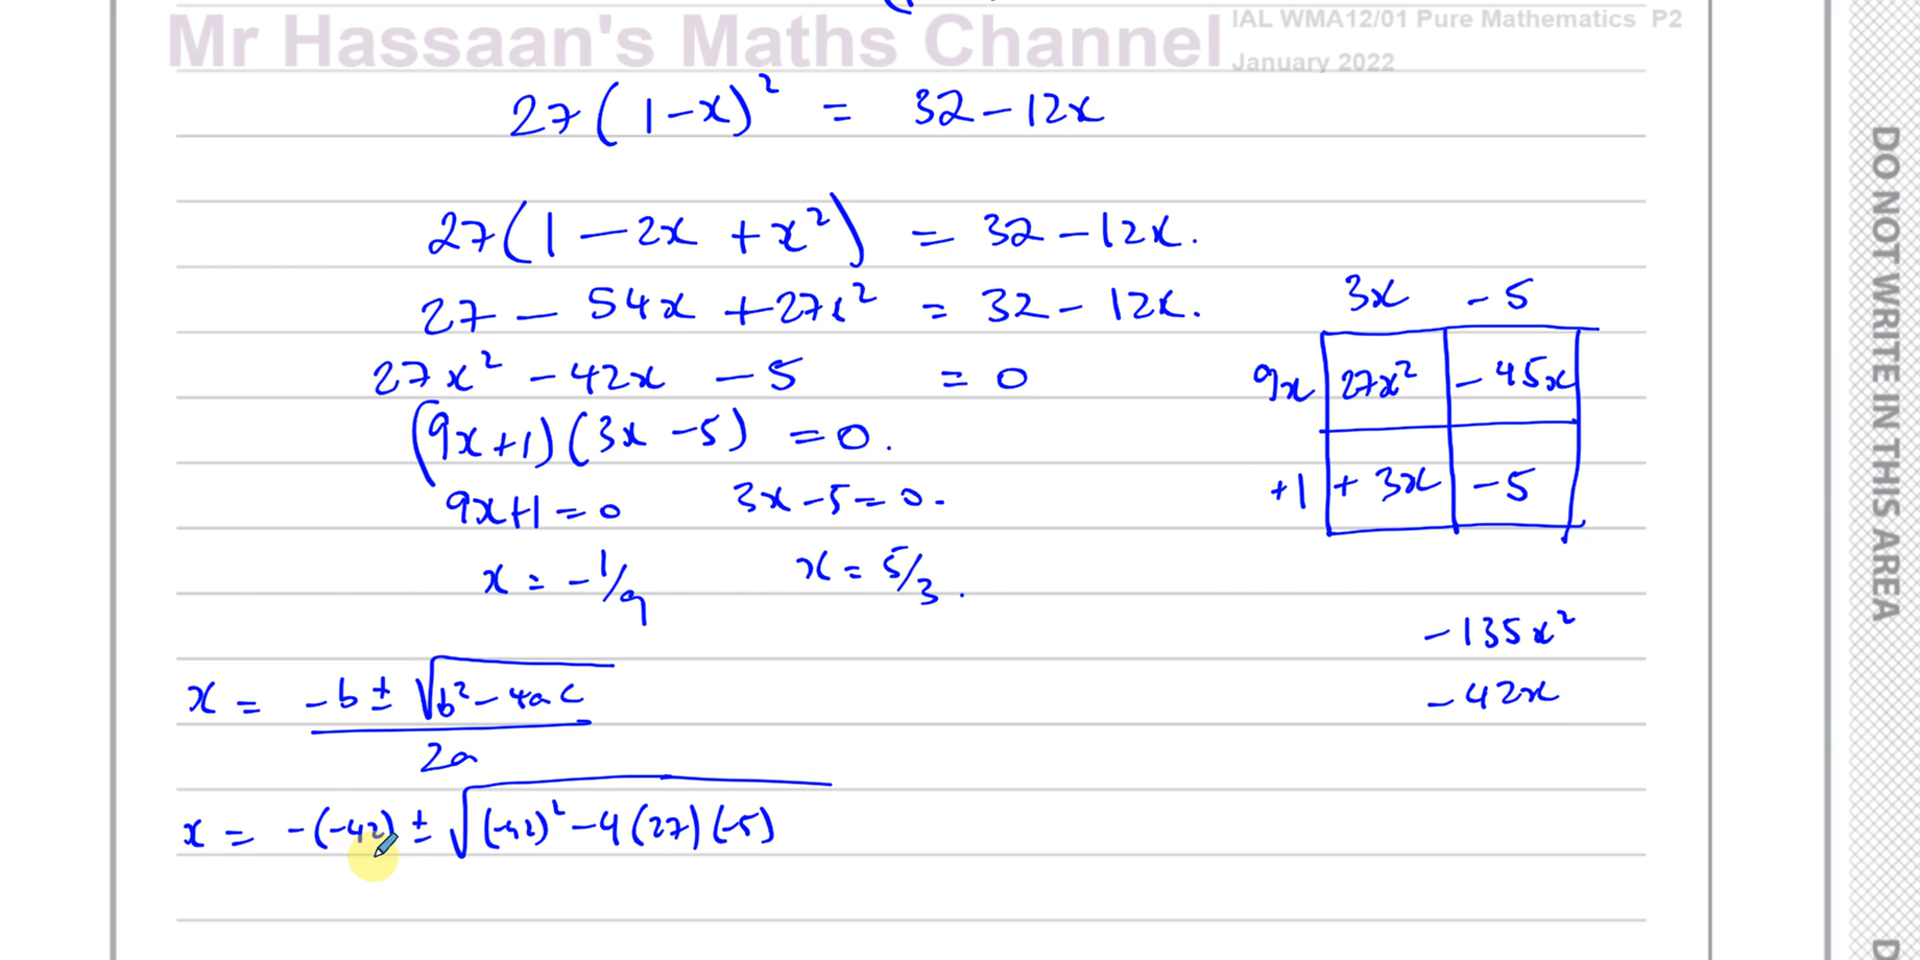 Mr Hassaan's Maths Channel
IAL WMA12/01 Pure Mathematics P2
January 2022
27(1-x)² = 32-12x
27(1-2x+x²) = 32-12x.
27-54x+27x² = 32-12x.
27x²-42x-5 = 0
(9x+1)(3x-5) = 0.
9x+1=0 3x-5=0.
x = -1/9 x = 5/3.
3x -5
9x 27x² -45x
+1 +3x -5
-135x²
-42x
x = -b ± √b²-4ac
2a
x = -(-42) ± √(-42)²-4(27)(-5)
DO NOT WRITE IN THIS AREA
D